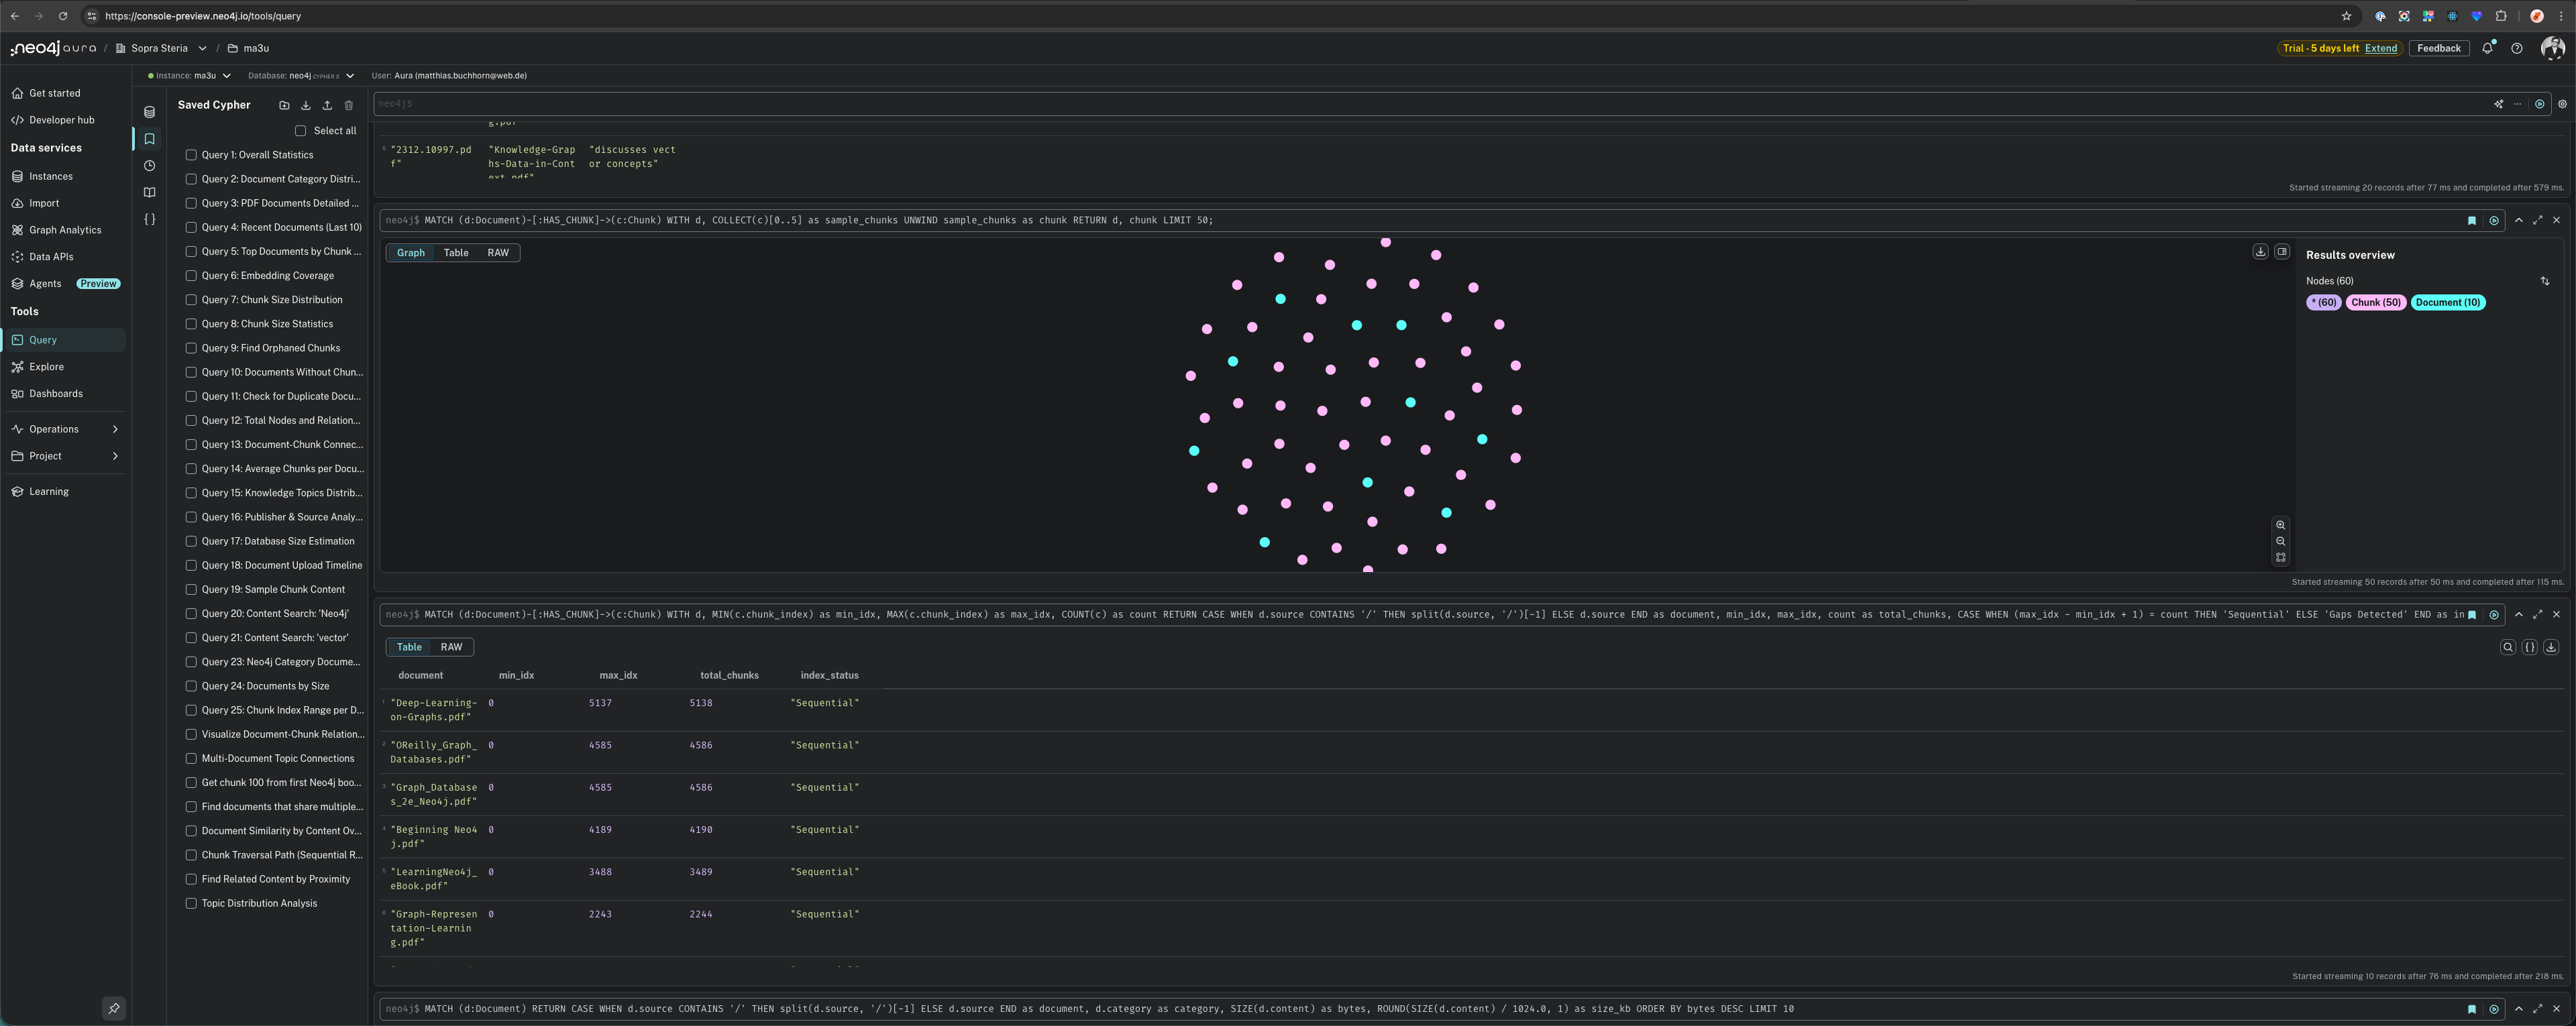 https://console-preview.neo4j.io/tools/query
neo4j aura / Sopra Steria / ma3u
Trial - 5 days left Extend Feedback
Instance: ma3u Database: neo4j CYPHER 5 User: Aura (matthias.buchhorn@web.de)
Get started
Developer hub
Data services
Instances
Import
Graph Analytics
Data APIs
Agents Preview
Tools
Query
Explore
Dashboards
Operations
Project
Learning
Saved Cypher
Select all
Query 1: Overall Statistics
Query 2: Document Category Distri...
Query 3: PDF Documents Detailed ...
Query 4: Recent Documents (Last 10)
Query 5: Top Documents by Chunk ...
Query 6: Embedding Coverage
Query 7: Chunk Size Distribution
Query 8: Chunk Size Statistics
Query 9: Find Orphaned Chunks
Query 10: Documents Without Chun...
Query 11: Check for Duplicate Docu...
Query 12: Total Nodes and Relation...
Query 13: Document-Chunk Connec...
Query 14: Average Chunks per Docu...
Query 15: Knowledge Topics Distrib...
Query 16: Publisher & Source Analy...
Query 17: Database Size Estimation
Query 18: Document Upload Timeline
Query 19: Sample Chunk Content
Query 20: Content Search: 'Neo4j'
Query 21: Content Search: 'vector'
Query 23: Neo4j Category Docume...
Query 24: Documents by Size
Query 25: Chunk Index Range per D...
Visualize Document-Chunk Relation...
Multi-Document Topic Connections
Get chunk 100 from first Neo4j boo...
Find documents that share multiple...
Document Similarity by Content Ov...
Chunk Traversal Path (Sequential R...
Find Related Content by Proximity
Topic Distribution Analysis
neo4j$
g.pdf"
5 "2312.10997.pd "Knowledge-Grap "discusses vect
f" hs-Data-in-Cont or concepts"
ext.pdf"
Started streaming 20 records after 77 ms and completed after 579 ms.
neo4j$ MATCH (d:Document)-[:HAS_CHUNK]->(c:Chunk) WITH d, COLLECT(c)[0..5] as sample_chunks UNWIND sample_chunks as chunk RETURN d, chunk LIMIT 50;
Graph Table RAW
Results overview
Nodes (60)
* (60) Chunk (50) Document (10)
Started streaming 50 records after 50 ms and completed after 115 ms.
neo4j$ MATCH (d:Document)-[:HAS_CHUNK]->(c:Chunk) WITH d, MIN(c.chunk_index) as min_idx, MAX(c.chunk_index) as max_idx, COUNT(c) as count RETURN CASE WHEN d.source CONTAINS '/' THEN split(d.source, '/')[-1] ELSE d.source END as document, min_idx, max_idx, count as total_chunks, CASE WHEN (max_idx - min_idx + 1) = count THEN 'Sequential' ELSE 'Gaps Detected' END as in
Table RAW
document min_idx max_idx total_chunks index_status
1 "Deep-Learning- 0 5137 5138 "Sequential"
on-Graphs.pdf"
2 "OReilly_Graph_ 0 4585 4586 "Sequential"
Databases.pdf"
3 "Graph_Database 0 4585 4586 "Sequential"
s_2e_Neo4j.pdf"
4 "Beginning Neo4 0 4189 4190 "Sequential"
j.pdf"
5 "LearningNeo4j_ 0 3488 3489 "Sequential"
eBook.pdf"
6 "Graph-Represen 0 2243 2244 "Sequential"
tation-Learnin
g.pdf"
Started streaming 10 records after 76 ms and completed after 218 ms.
neo4j$ MATCH (d:Document) RETURN CASE WHEN d.source CONTAINS '/' THEN split(d.source, '/')[-1] ELSE d.source END as document, d.category as category, SIZE(d.content) as bytes, ROUND(SIZE(d.content) / 1024.0, 1) as size_kb ORDER BY bytes DESC LIMIT 10